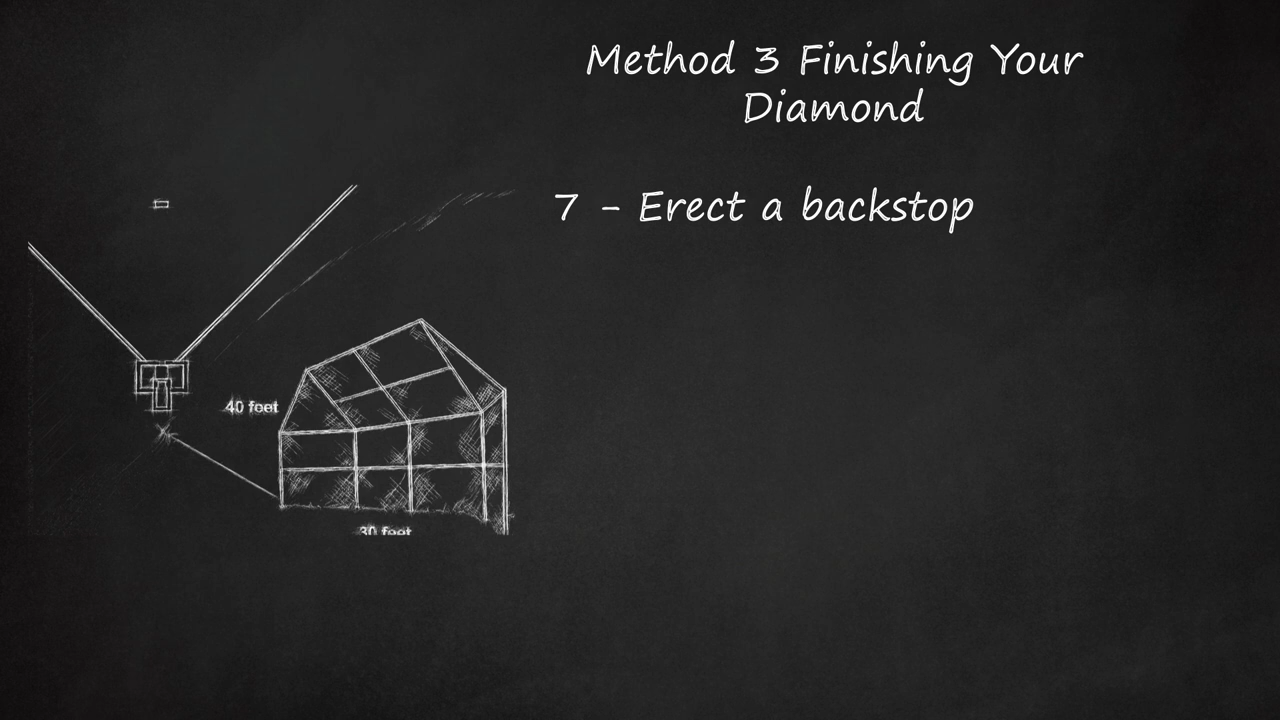 Method 3 Finishing Your
Diamond
7 - Erect a backstop
40 feet
30 feet